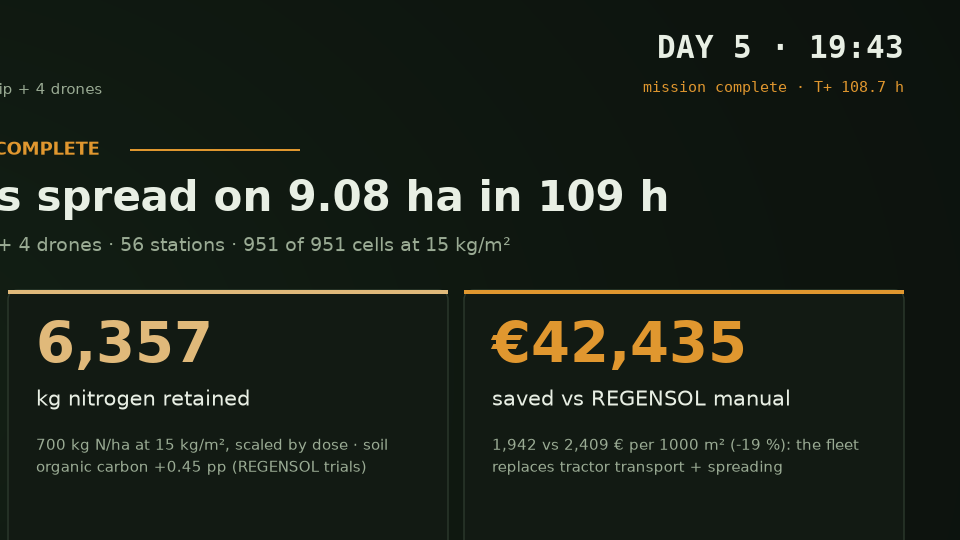 DAY 5 · 19:43
ip + 4 drones
mission complete · T+ 108.7 h
COMPLETE
s spread on 9.08 ha in 109 h
+ 4 drones · 56 stations · 951 of 951 cells at 15 kg/m²
6,357
kg nitrogen retained
700 kg N/ha at 15 kg/m², scaled by dose · soil
organic carbon +0.45 pp (REGENSOL trials)
€42,435
saved vs REGENSOL manual
1,942 vs 2,409 € per 1000 m² (-19 %): the fleet
replaces tractor transport + spreading